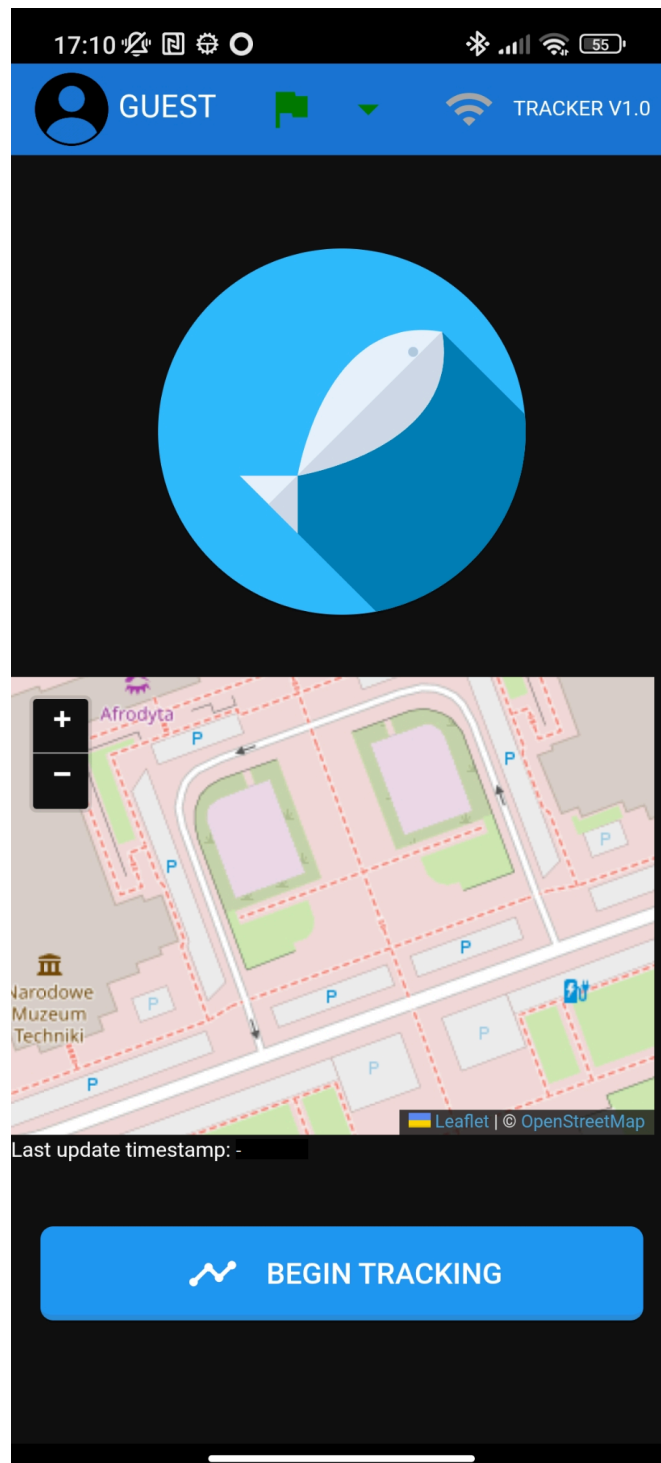 17:10
55
GUEST
TRACKER V1.0
+
Afrodyta
P
−
P
P
P
P
Narodowe
Muzeum
Techniki
P
P
P
P
P
Leaflet | © OpenStreetMap
Last update timestamp: -
BEGIN TRACKING